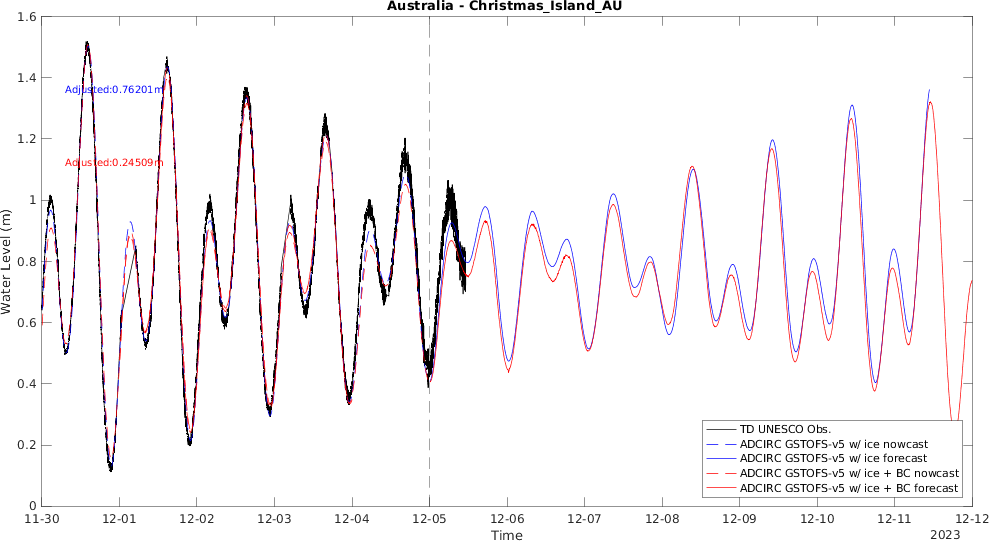 Australia - Christmas_Island_AU
Water Level (m)
1.6
1.4
1.2
1
0.8
0.6
0.4
0.2
0
Adjusted:0.76201m
Adjusted:0.24509m
TD UNESCO Obs.
ADCIRC GSTOFS-v5 w/ ice nowcast
ADCIRC GSTOFS-v5 w/ ice forecast
ADCIRC GSTOFS-v5 w/ ice + BC nowcast
ADCIRC GSTOFS-v5 w/ ice + BC forecast
11-30 12-01 12-02 12-03 12-04 12-05 12-06 12-07 12-08 12-09 12-10 12-11 12-12
Time
2023